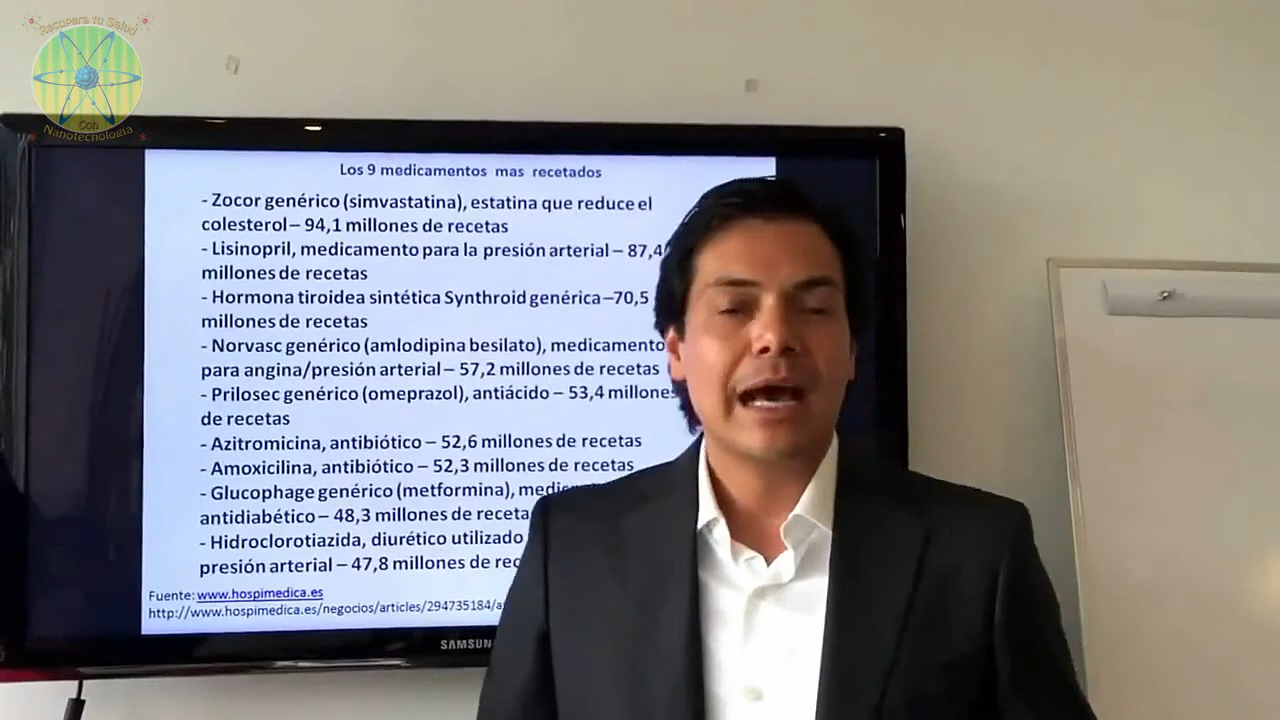 Recupera tu Salud
Con
Nanotecnología
Los 9 medicamentos mas recetados
- Zocor genérico (simvastatina), estatina que reduce el
colesterol – 94,1 millones de recetas
- Lisinopril, medicamento para la presión arterial – 87,4
millones de recetas
- Hormona tiroidea sintética Synthroid genérica –70,5
millones de recetas
- Norvasc genérico (amlodipina besilato), medicamento
para angina/presión arterial – 57,2 millones de recetas
- Prilosec genérico (omeprazol), antiácido – 53,4 millones
de recetas
- Azitromicina, antibiótico – 52,6 millones de recetas
- Amoxicilina, antibiótico – 52,3 millones de recetas
- Glucophage genérico (metformina),
antidiabético – 48,3 millones de receta
- Hidroclorotiazida, diurético utilizado
presión arterial – 47,8 millones de
Fuente: www.hospimedica.es
http://www.hospimedica.es/negocios/articles/294735184/
SAMSUN